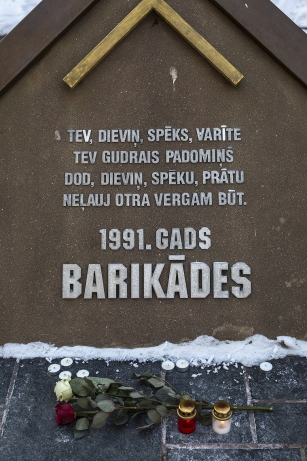 TEV, DIEVIŅ, SPĒKS, VARĪTE
TEV GUDRAIS PADOMIŅŠ
DOD, DIEVIŅ, SPĒKU, PRĀTU
NEĻAUJ OTRA VERGAM BŪT.
1991. GADS
BARIKĀDES